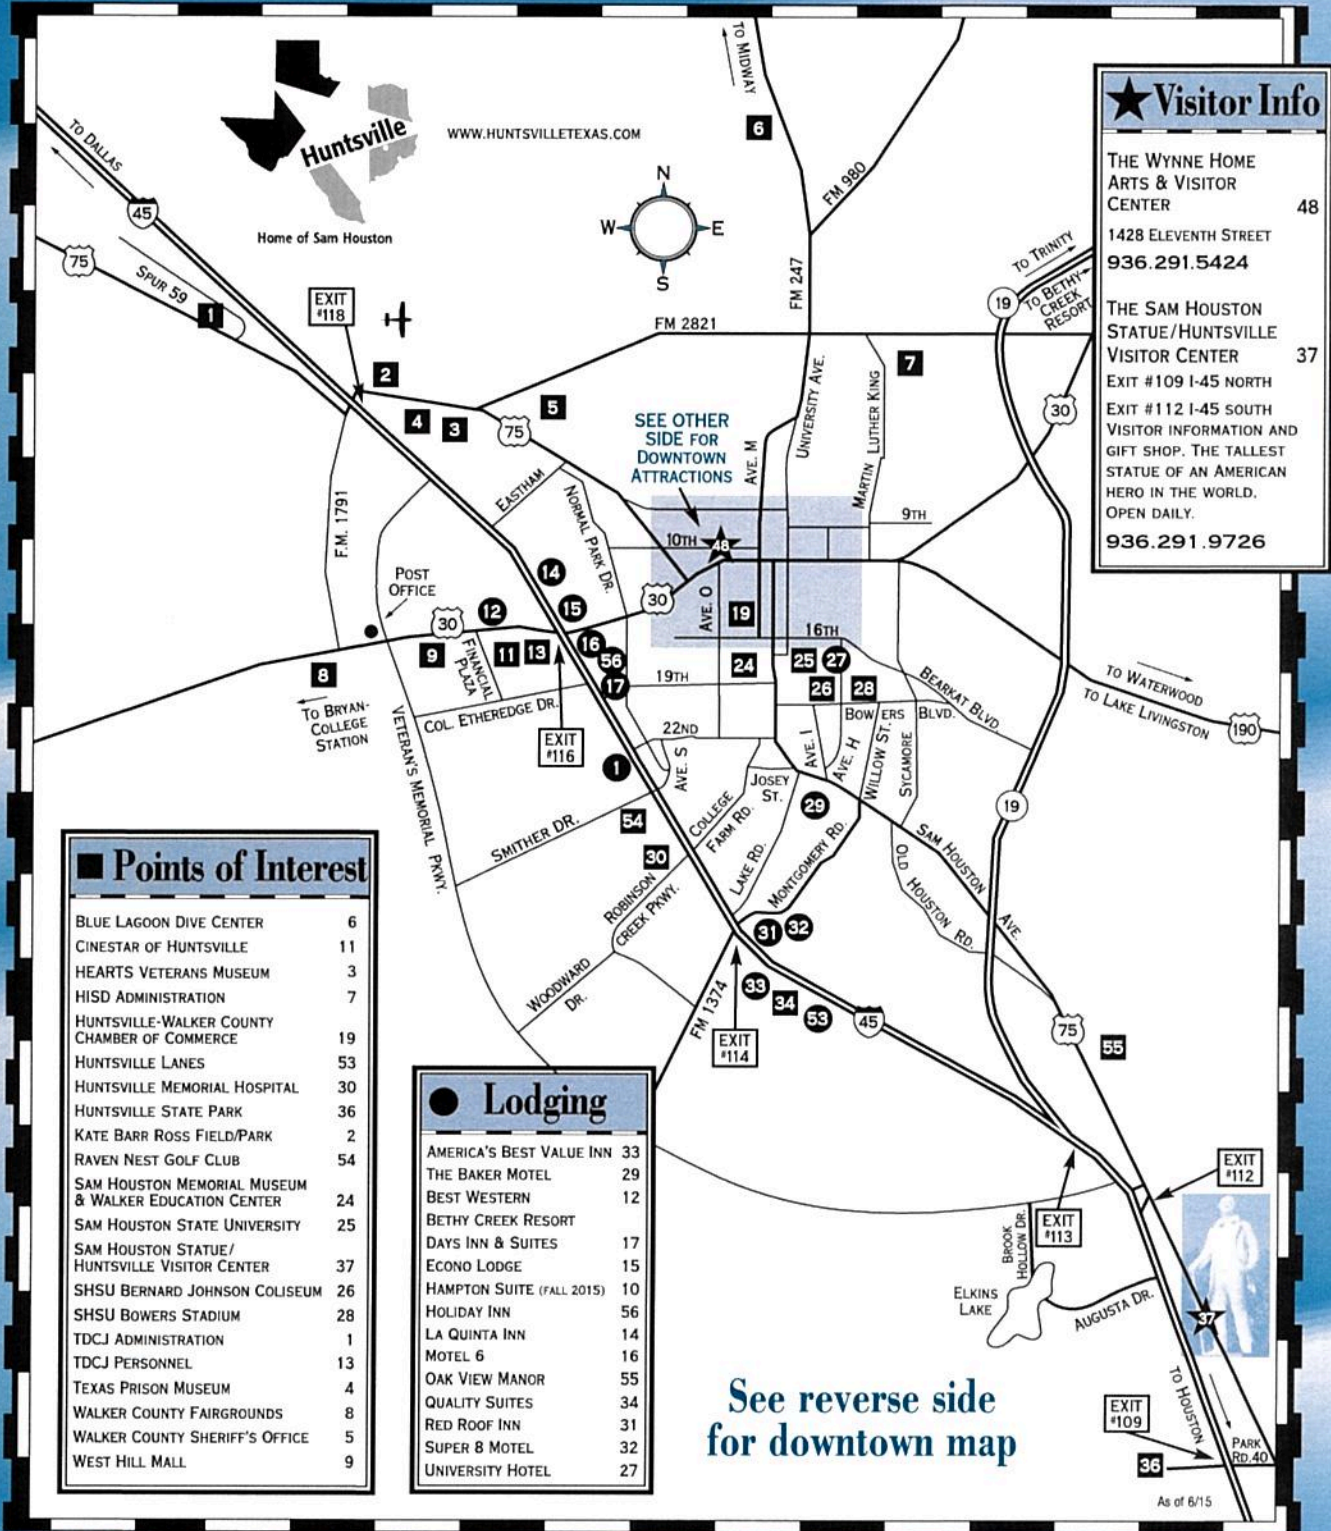 TO MIDWAY
6
★ Visitor Info
THE WYNNE HOME
ARTS & VISITOR
CENTER 48
1428 ELEVENTH STREET
936.291.5424
THE SAM HOUSTON
STATUE/HUNTSVILLE
VISITOR CENTER 37
EXIT #109 I-45 NORTH
EXIT #112 I-45 SOUTH
VISITOR INFORMATION AND
GIFT SHOP. THE TALLEST
STATUE OF AN AMERICAN
HERO IN THE WORLD.
OPEN DAILY.
936.291.9726
Huntsville
Home of Sam Houston
WWW.HUNTSVILLETEXAS.COM
N
W
E
S
TO DALLAS
45
75
SPUR 59
1
EXIT
#118
FM 980
FM 247
FM 2821
TO TRINITY
TO BETHY
CREEK
RESORT
19
2
4
3
5
75
7
30
SEE OTHER
SIDE FOR
DOWNTOWN
ATTRACTIONS
AVE. M
UNIVERSITY AVE.
MARTIN LUTHER KING
EASTHAM
NORMAL PARK DR.
F.M. 1791
9TH
10TH
48
POST
OFFICE
14
15
12
30
30
AVE. O
19
16TH
9
FINANCIAL
PLAZA
11
13
16
56
17
24
25
27
26
28
8
TO BRYAN-
COLLEGE
STATION
COL. ETHEREDGE DR.
19TH
BEARKAT BLVD.
BOWERS BLVD.
TO WATERWOOD
TO LAKE LIVINGSTON
190
VETERAN'S MEMORIAL PKWY.
EXIT
#116
22ND
AVE. S
AVE. I
AVE. H
WILLOW ST.
SYCAMORE
1
JOSEY
ST.
COLLEGE
FARM RD.
29
19
SMITHER DR.
54
30
LAKE RD.
MONTGOMERY RD.
SAM HOUSTON AVE.
OLD HOUSTON RD.
ROBINSON
CREEK PKWY.
31
32
WOODWARD
DR.
FM 1374
33
34
53
45
EXIT
#114
75
55
EXIT
#112
EXIT
#113
BROOK
HOLLOW DR.
ELKINS
LAKE
AUGUSTA DR.
37
TO HOUSTON
EXIT
#109
36
PARK
RD.40
As of 6/15
■ Points of Interest
BLUE LAGOON DIVE CENTER 6
CINESTAR OF HUNTSVILLE 11
HEARTS VETERANS MUSEUM 3
HISD ADMINISTRATION 7
HUNTSVILLE-WALKER COUNTY
CHAMBER OF COMMERCE 19
HUNTSVILLE LANES 53
HUNTSVILLE MEMORIAL HOSPITAL 30
HUNTSVILLE STATE PARK 36
KATE BARR ROSS FIELD/PARK 2
RAVEN NEST GOLF CLUB 54
SAM HOUSTON MEMORIAL MUSEUM
& WALKER EDUCATION CENTER 24
SAM HOUSTON STATE UNIVERSITY 25
SAM HOUSTON STATUE/
HUNTSVILLE VISITOR CENTER 37
SHSU BERNARD JOHNSON COLISEUM 26
SHSU BOWERS STADIUM 28
TDCJ ADMINISTRATION 1
TDCJ PERSONNEL 13
TEXAS PRISON MUSEUM 4
WALKER COUNTY FAIRGROUNDS 8
WALKER COUNTY SHERIFF'S OFFICE 5
WEST HILL MALL 9
● Lodging
AMERICA'S BEST VALUE INN 33
THE BAKER MOTEL 29
BEST WESTERN 12
BETHY CREEK RESORT
DAYS INN & SUITES 17
ECONO LODGE 15
HAMPTON SUITE (FALL 2015) 10
HOLIDAY INN 56
LA QUINTA INN 14
MOTEL 6 16
OAK VIEW MANOR 55
QUALITY SUITES 34
RED ROOF INN 31
SUPER 8 MOTEL 32
UNIVERSITY HOTEL 27
See reverse side
for downtown map